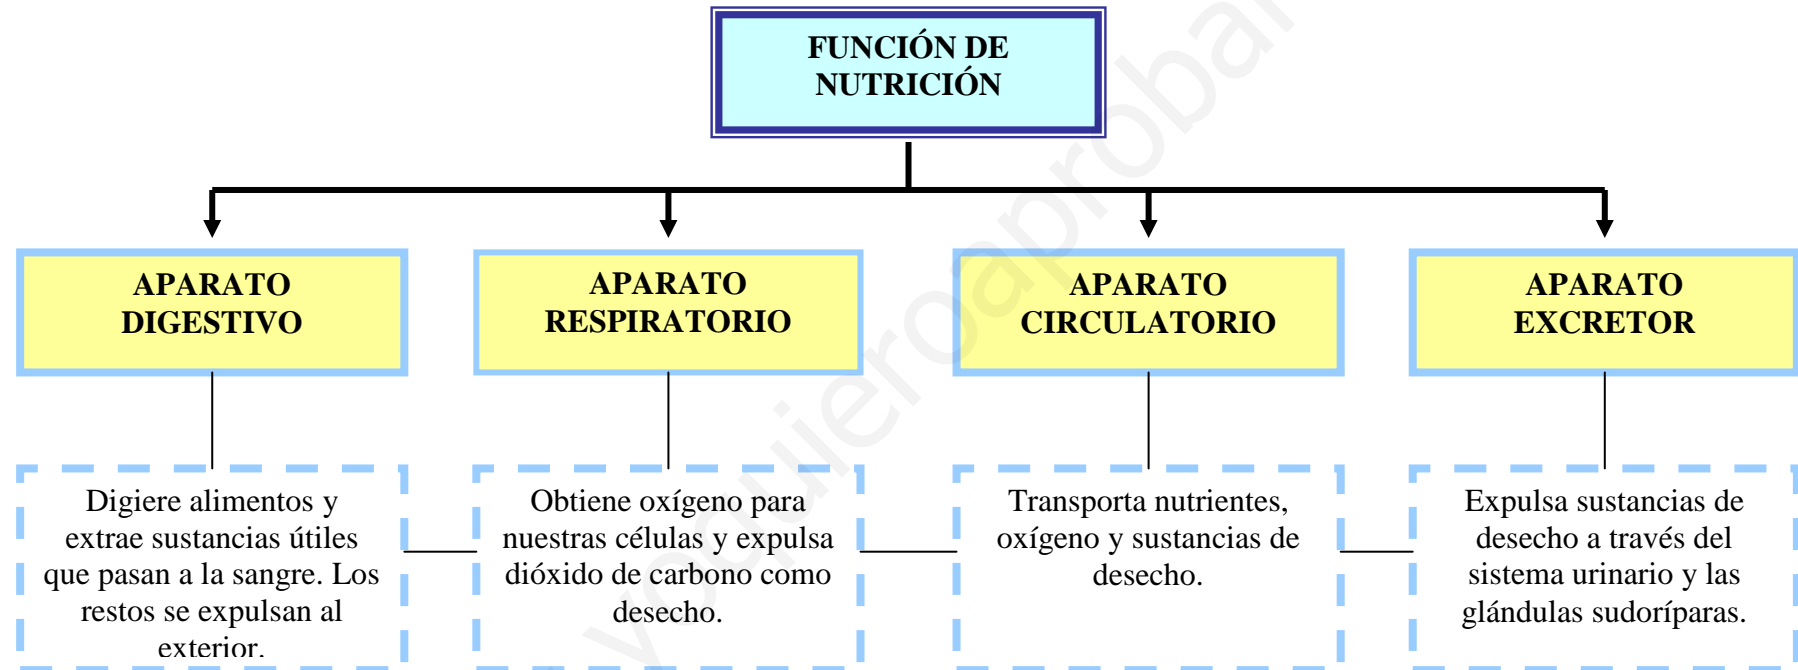 FUNCIÓN DE
NUTRICIÓN
APARATO
DIGESTIVO
APARATO
RESPIRATORIO
APARATO
CIRCULATORIO
APARATO
EXCRETOR
Digiere alimentos y
extrae sustancias útiles
que pasan a la sangre. Los
restos se expulsan al
exterior.
Obtiene oxígeno para
nuestras células y expulsa
dióxido de carbono como
desecho.
Transporta nutrientes,
oxígeno y sustancias de
desecho.
Expulsa sustancias de
desecho a través del
sistema urinario y las
glándulas sudoríparas.
yoquieroaprobar